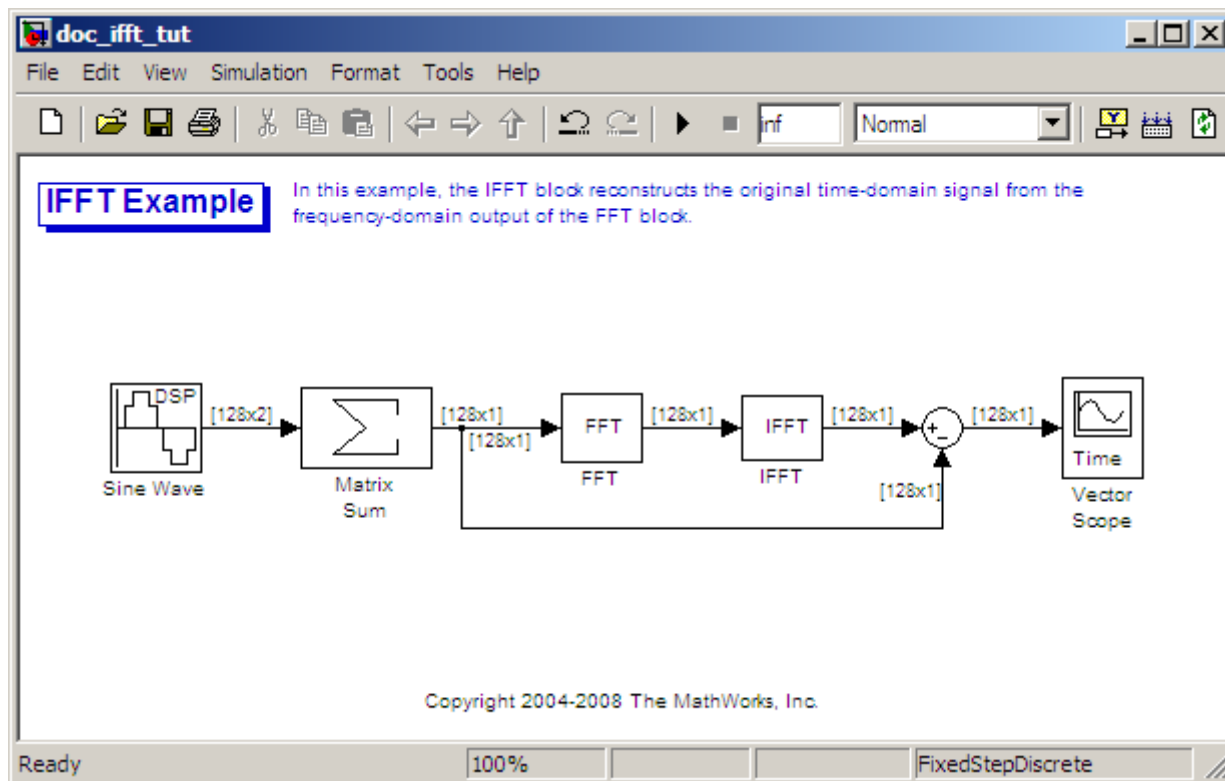 doc_ifft_tut
File Edit View Simulation Format Tools Help
inf Normal
IFFT Example
In this example, the IFFT block reconstructs the original time-domain signal from the
frequency-domain output of the FFT block.
DSP
[128x2]
[128x1]
[128x1]
FFT
[128x1]
IFFT
[128x1]
[128x1]
Time
Sine Wave
Matrix
Sum
FFT
IFFT
[128x1]
Vector
Scope
Copyright 2004-2008 The MathWorks, Inc.
Ready 100% FixedStepDiscrete